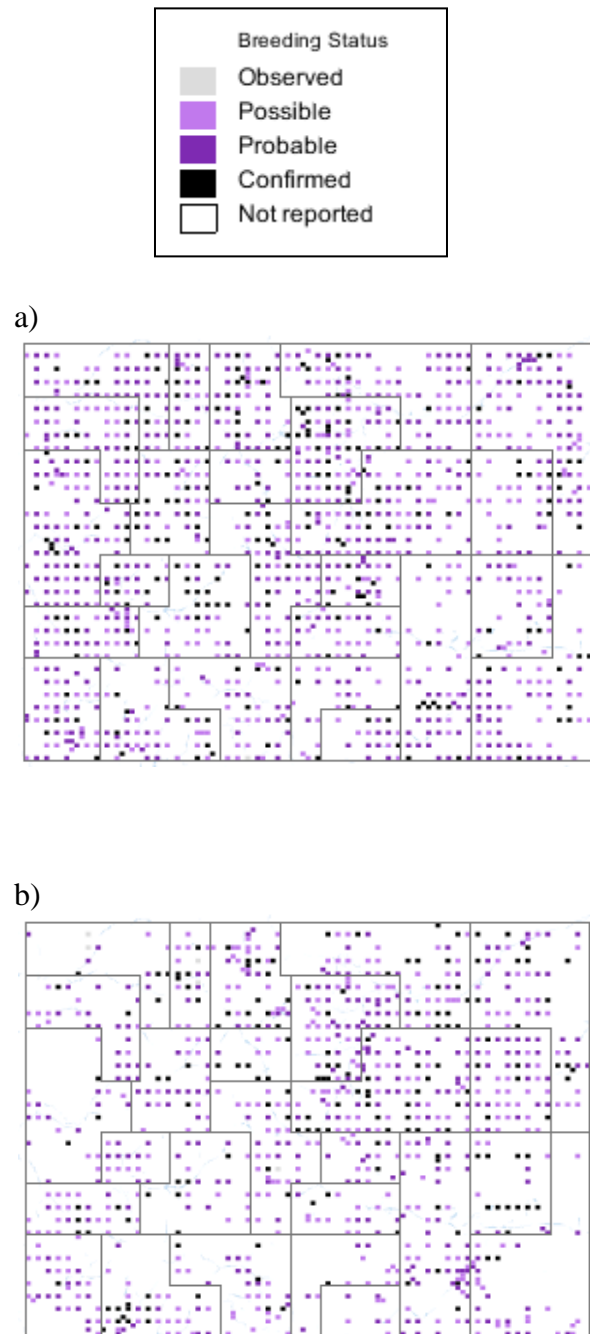 Breeding Status
Observed
Possible
Probable
Confirmed
Not reported
a)
b)